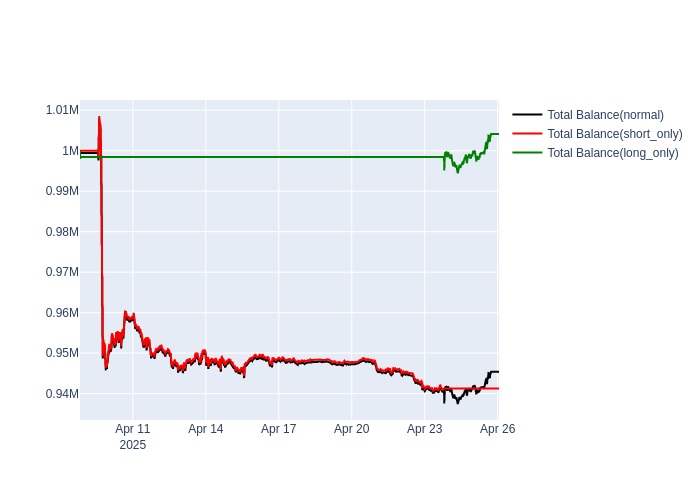 1.01M
1M
0.99M
0.98M
0.97M
0.96M
0.95M
0.94M
Apr 11
2025
Apr 14
Apr 17
Apr 20
Apr 23
Apr 26
Total Balance(normal)
Total Balance(short_only)
Total Balance(long_only)